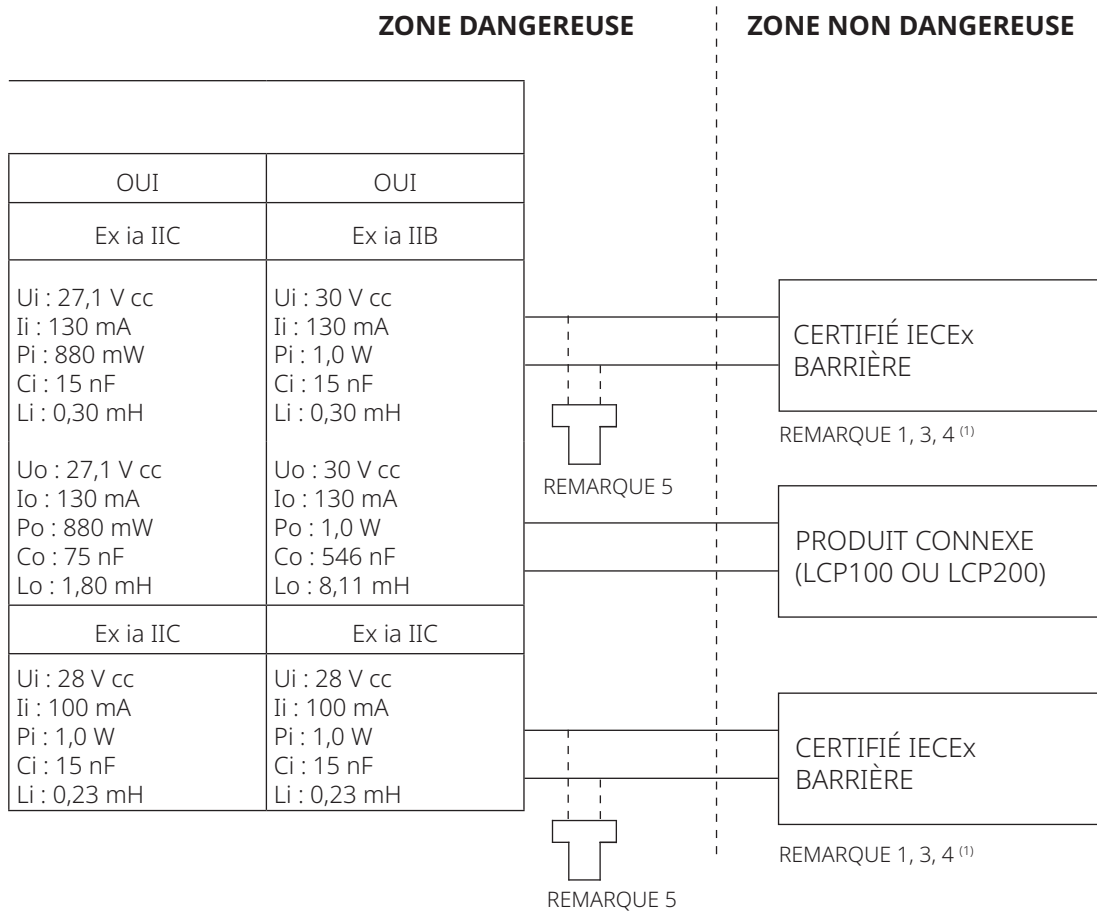 ZONE DANGEREUSE
ZONE NON DANGEREUSE
OUI
OUI
Ex ia IIC
Ex ia IIB
Ui : 27,1 V cc
Ii : 130 mA
Pi : 880 mW
Ci : 15 nF
Li : 0,30 mH
Uo : 27,1 V cc
Io : 130 mA
Po : 880 mW
Co : 75 nF
Lo : 1,80 mH
Ui : 30 V cc
Ii : 130 mA
Pi : 1,0 W
Ci : 15 nF
Li : 0,30 mH
Uo : 30 V cc
Io : 130 mA
Po : 1,0 W
Co : 546 nF
Lo : 8,11 mH
CERTIFIÉ IECEx
BARRIÈRE
REMARQUE 1, 3, 4 (1)
REMARQUE 5
PRODUIT CONNEXE
(LCP100 OU LCP200)
Ex ia IIC
Ex ia IIC
Ui : 28 V cc
Ii : 100 mA
Pi : 1,0 W
Ci : 15 nF
Li : 0,23 mH
Ui : 28 V cc
Ii : 100 mA
Pi : 1,0 W
Ci : 15 nF
Li : 0,23 mH
CERTIFIÉ IECEx
BARRIÈRE
REMARQUE 1, 3, 4 (1)
REMARQUE 5